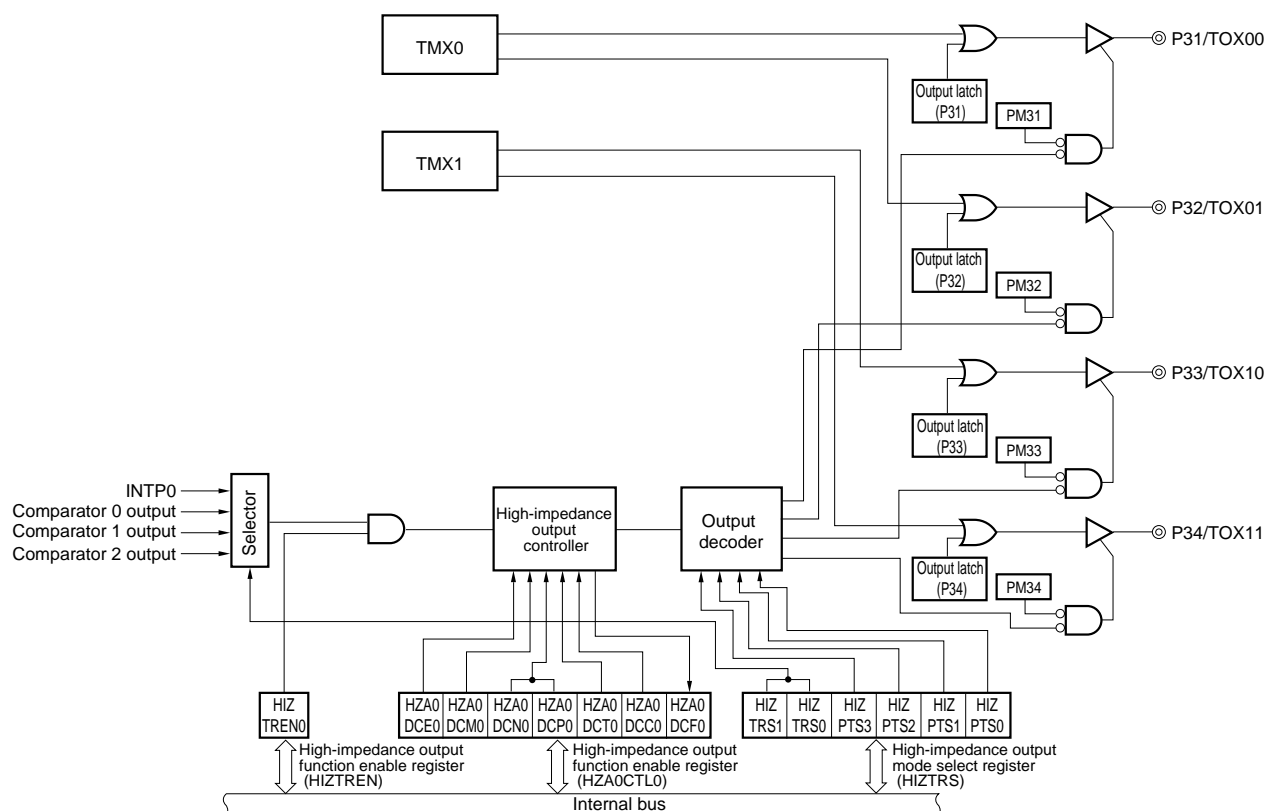 TMX0
P31/TOX00
Output latch
(P31)
PM31
TMX1
P32/TOX01
Output latch
(P32)
PM32
P33/TOX10
Output latch
(P33)
PM33
INTP0
Comparator 0 output
Comparator 1 output
Comparator 2 output
Selector
High-impedance
output
controller
Output
decoder
P34/TOX11
Output latch
(P34)
PM34
HIZ
TREN0
HZA0
DCE0
HZA0
DCM0
HZA0
DCN0
HZA0
DCP0
HZA0
DCT0
HZA0
DCC0
HZA0
DCF0
HIZ
TRS1
HIZ
TRS0
HIZ
PTS3
HIZ
PTS2
HIZ
PTS1
HIZ
PTS0
High-impedance output
function enable register
(HIZTREN)
High-impedance output
function enable register
(HZA0CTL0)
High-impedance output
mode select register
(HIZTRS)
Internal bus